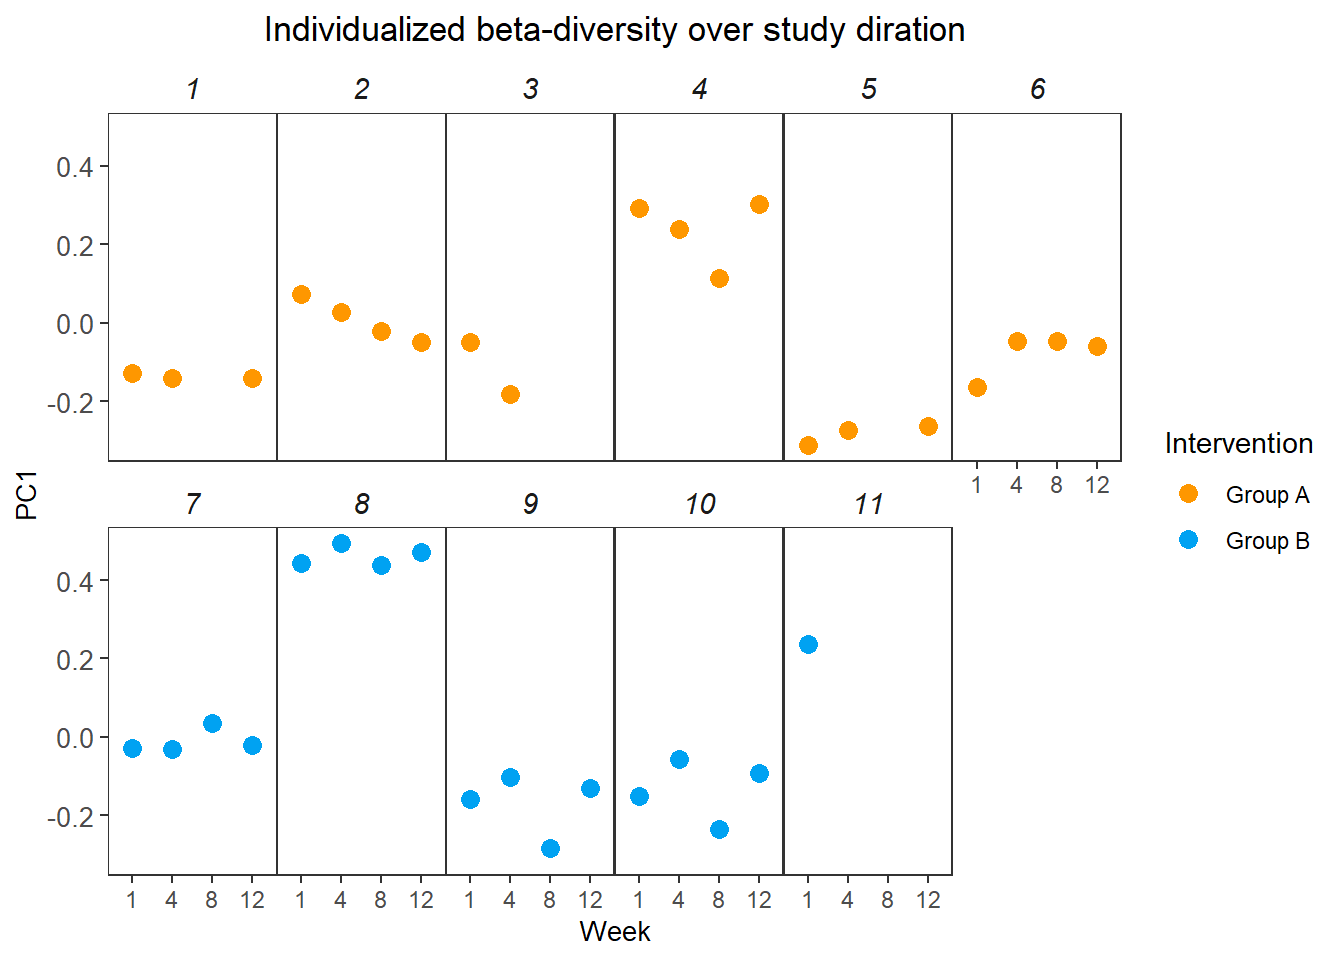 Individualized beta-diversity over study diration
1 2 3 4 5 6
0.4
0.2
0.0
-0.2
1 4 8 12
PC1
7 8 9 10 11
0.4
0.2
0.0
-0.2
1 4 8 12 1 4 8 12 1 4 8 12 1 4 8 12 1 4 8 12
Week
Intervention
Group A
Group B